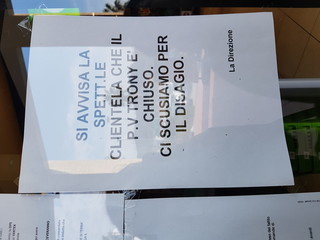 SI AVVISA LA
SPETT.LE
CLIENTELA CHE IL
P.V TRONY E'
CHIUSO.
CI SCUSIAMO PER
IL DISAGIO.
La Direzione